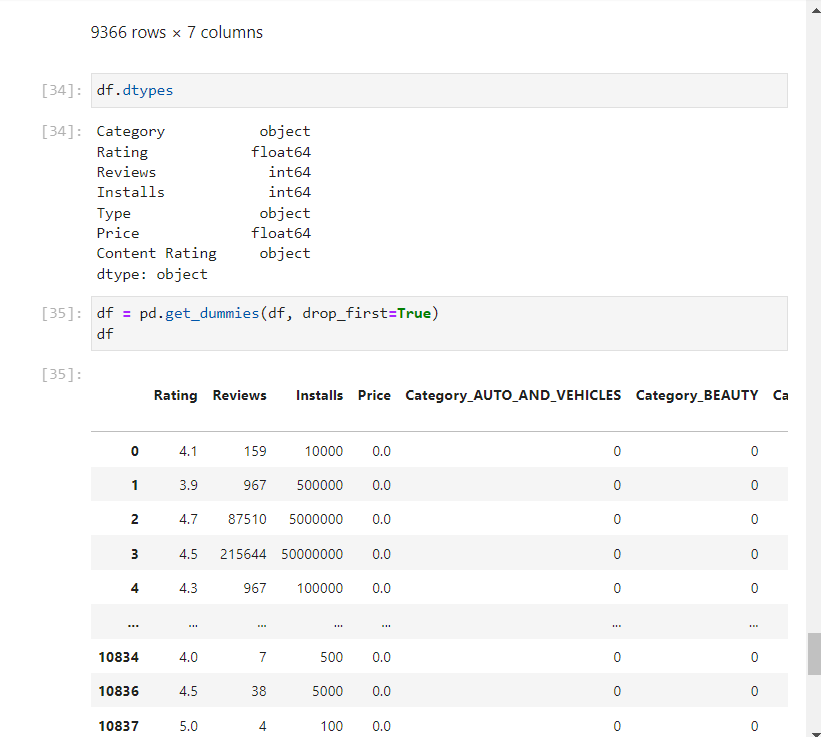 9366 rows × 7 columns
[34]: df.dtypes
[34]: Category object
Rating float64
Reviews int64
Installs int64
Type object
Price float64
Content Rating object
dtype: object
[35]: df = pd.get_dummies(df, drop_first=True)
df
[35]:
Rating Reviews Installs Price Category_AUTO_AND_VEHICLES Category_BEAUTY Ca
0 4.1 159 10000 0.0 0 0
1 3.9 967 500000 0.0 0 0
2 4.7 87510 5000000 0.0 0 0
3 4.5 215644 50000000 0.0 0 0
4 4.3 967 100000 0.0 0 0
... ... ... ... ... ... ...
10834 4.0 7 500 0.0 0 0
10836 4.5 38 5000 0.0 0 0
10837 5.0 4 100 0.0 0 0